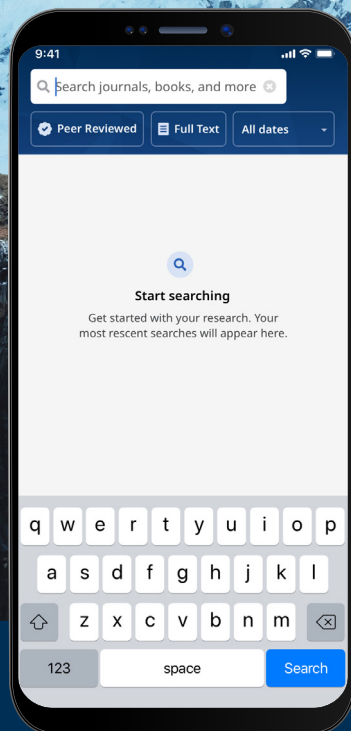 9:41
Search journals, books, and more
Peer Reviewed
Full Text
All dates
Start searching
Get started with your research. Your
most rescent searches will appear here.
q w e r t y u i o p
a s d f g h j k l
z x c v b n m
123 space Search